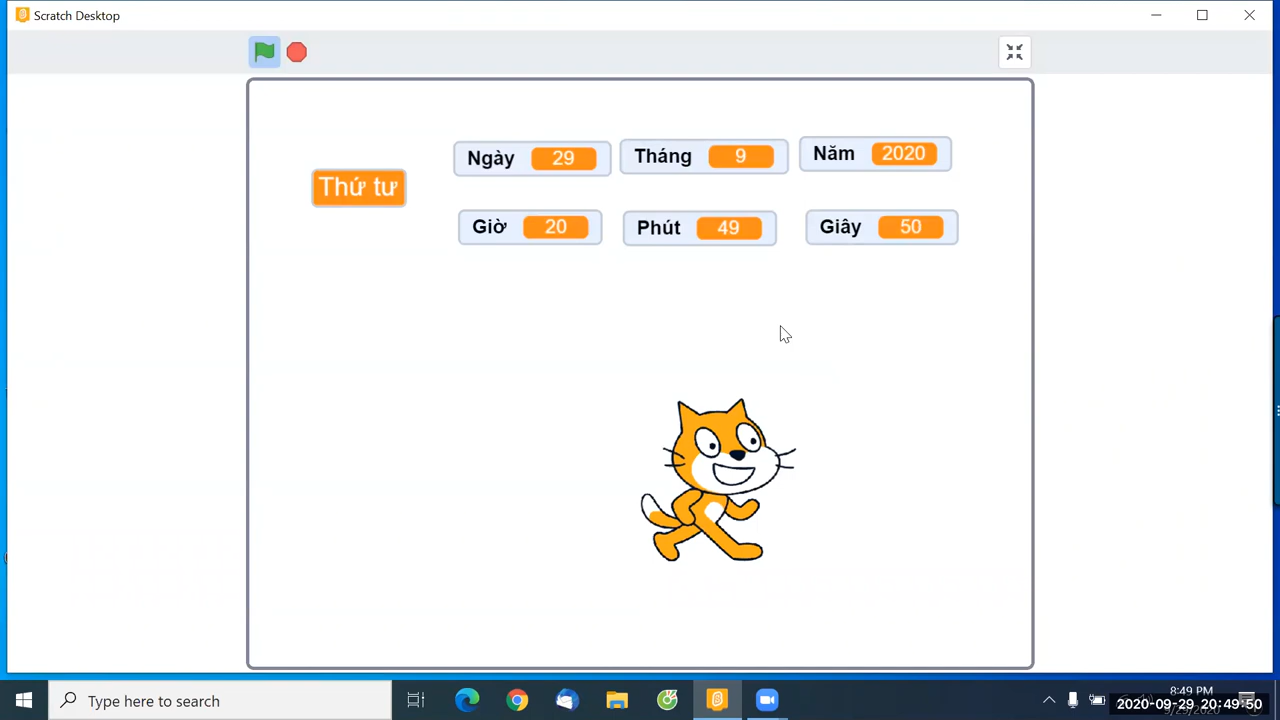 Scratch Desktop
Ngày 29 Tháng 9 Năm 2020
Thứ tư
Giờ 20 Phút 49 Giây 50
Type here to search
8:49 PM
2020-09-29 20:49:50